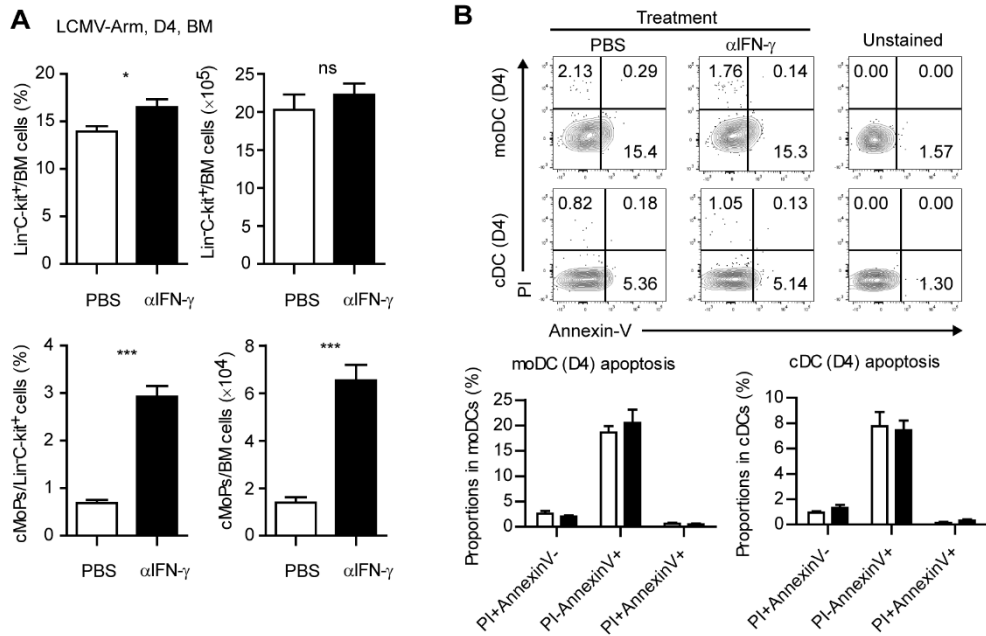 A
LCMV-Arm, D4, BM
Lin⁻C-kit⁺/BM cells (%)
20
15
10
5
0
*
PBS
αIFN-γ
Lin⁻C-kit⁺/BM cells (×10⁵)
25
20
15
10
5
0
ns
PBS
αIFN-γ
cMoPs/Lin⁻C-kit⁺ cells (%)
4
3
2
1
0
***
PBS
αIFN-γ
cMoPs/BM cells (×10⁴)
8
6
4
2
0
***
PBS
αIFN-γ
B
Treatment
PBS
αIFN-γ
Unstained
moDC (D4)
2.13
0.29
15.4
1.76
0.14
15.3
0.00
0.00
1.57
cDC (D4)
0.82
0.18
5.36
1.05
0.13
5.14
0.00
0.00
1.30
PI
Annexin-V
moDC (D4) apoptosis
Proportions in moDCs (%)
25
20
15
10
5
0
PI+AnnexinV-
PI-AnnexinV+
PI+AnnexinV+
cDC (D4) apoptosis
Proportions in cDCs (%)
10
8
6
4
2
0
PI+AnnexinV-
PI-AnnexinV+
PI+AnnexinV+